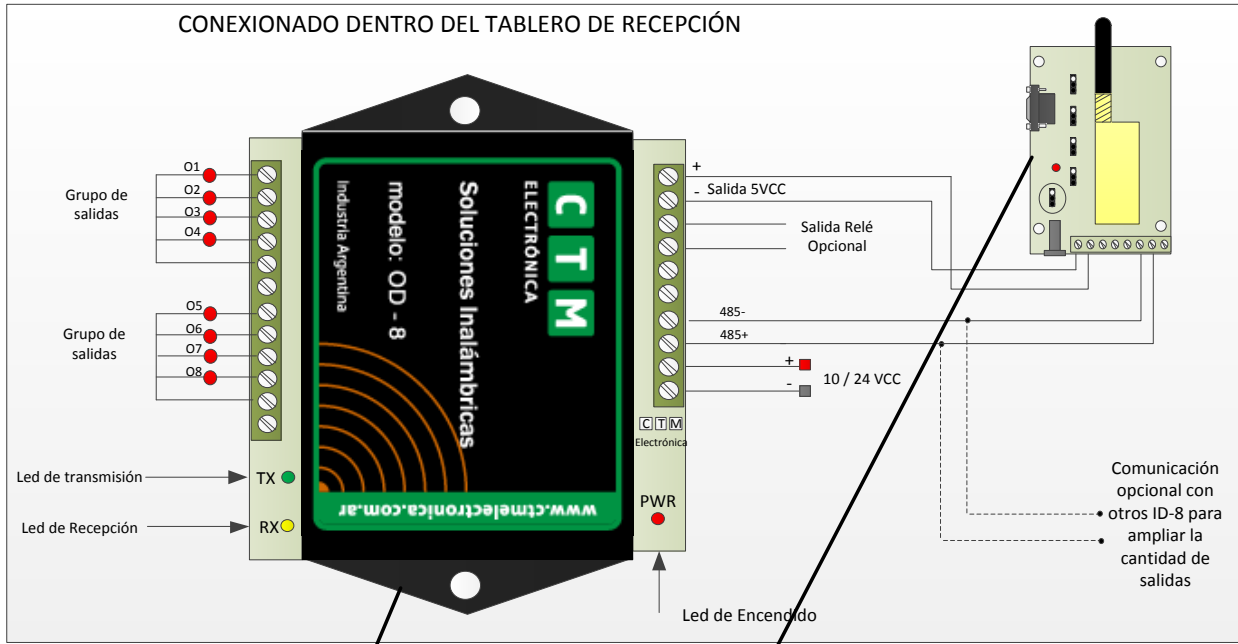 CONEXIONADO DENTRO DEL TABLERO DE RECEPCIÓN
Grupo de
salidas
O1
O2
O3
O4
Grupo de
salidas
O5
O6
O7
O8
Led de transmisión
TX
Led de Recepción
RX
CTM
ELECTRÓNICA
Soluciones Inalámbricas
modelo: OD - 8
Industria Argentina
www.ctmelectronica.com.ar
+
- Salida 5VCC
Salida Relé
Opcional
485-
485+
+
-
10 / 24 VCC
CTM
Electrónica
PWR
Led de Encendido
Comunicación
opcional con
otros ID-8 para
ampliar la
cantidad de
salidas